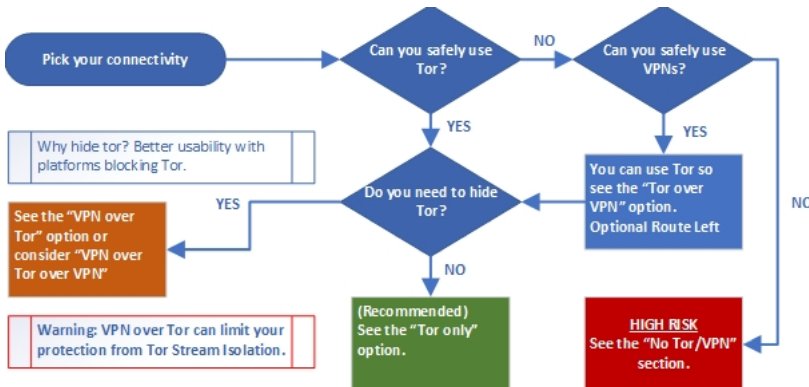 Pick your connectivity
Can you safely use
Tor?
NO
Can you safely use
VPNs?
YES
YES
Why hide tor? Better usability with
platforms blocking Tor.
Do you need to hide
Tor?
You can use Tor so
see the “Tor over
VPN” option.
Optional Route Left
NO
YES
See the “VPN over
Tor” option or
consider “VPN over
Tor over VPN”
NO
Warning: VPN over Tor can limit your
protection from Tor Stream Isolation.
(Recommended)
See the “Tor only”
option.
HIGH RISK
See the “No Tor/VPN”
section.